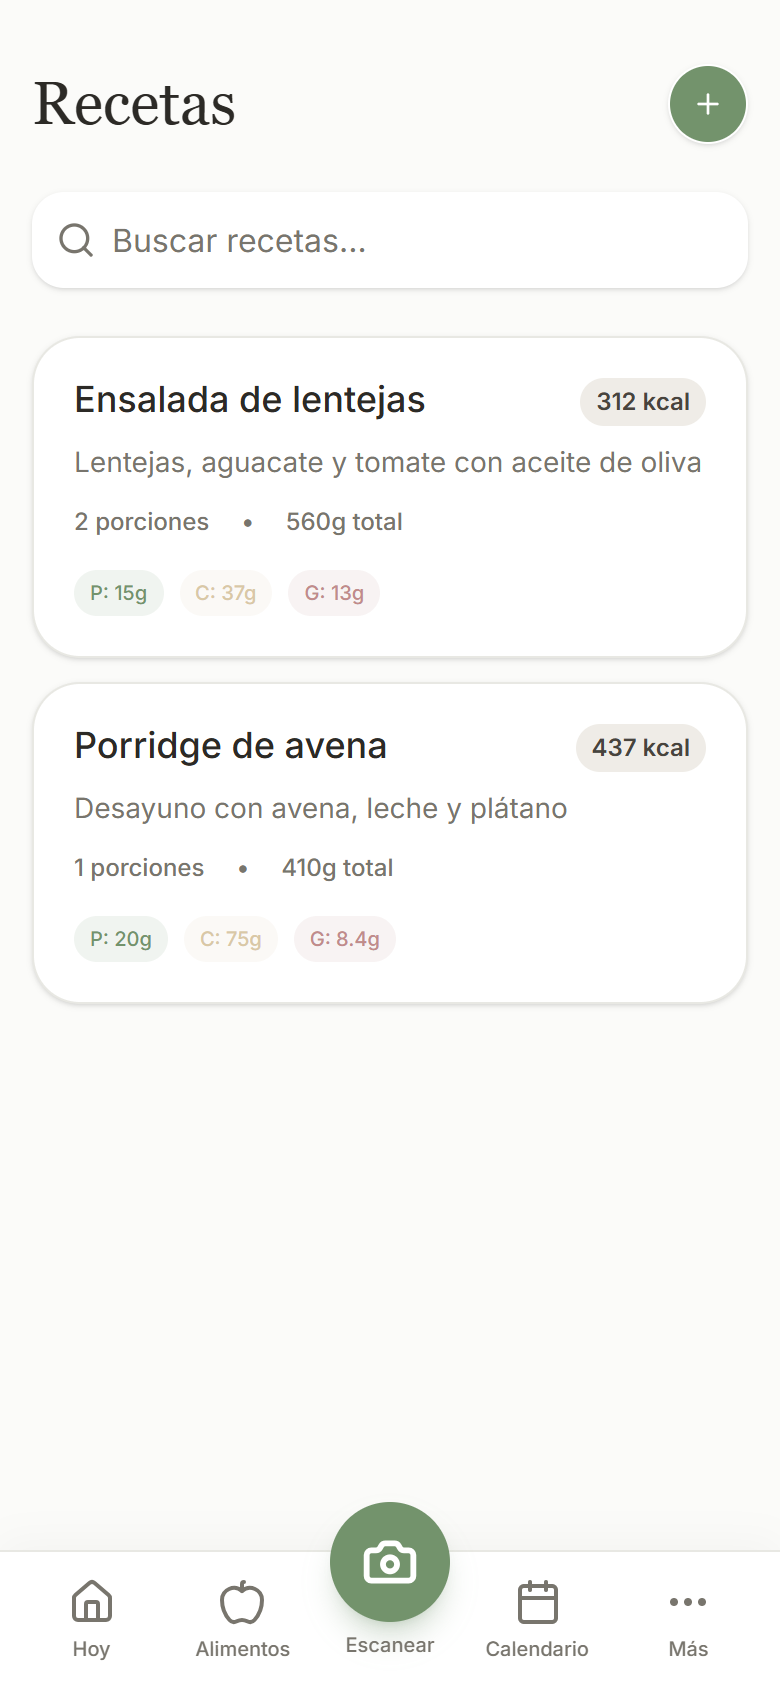 Recetas
Buscar recetas...
Ensalada de lentejas
312 kcal
Lentejas, aguacate y tomate con aceite de oliva
2 porciones • 560g total
P: 15g C: 37g G: 13g
Porridge de avena
437 kcal
Desayuno con avena, leche y plátano
1 porciones • 410g total
P: 20g C: 75g G: 8.4g
Hoy Alimentos Escanear Calendario Más